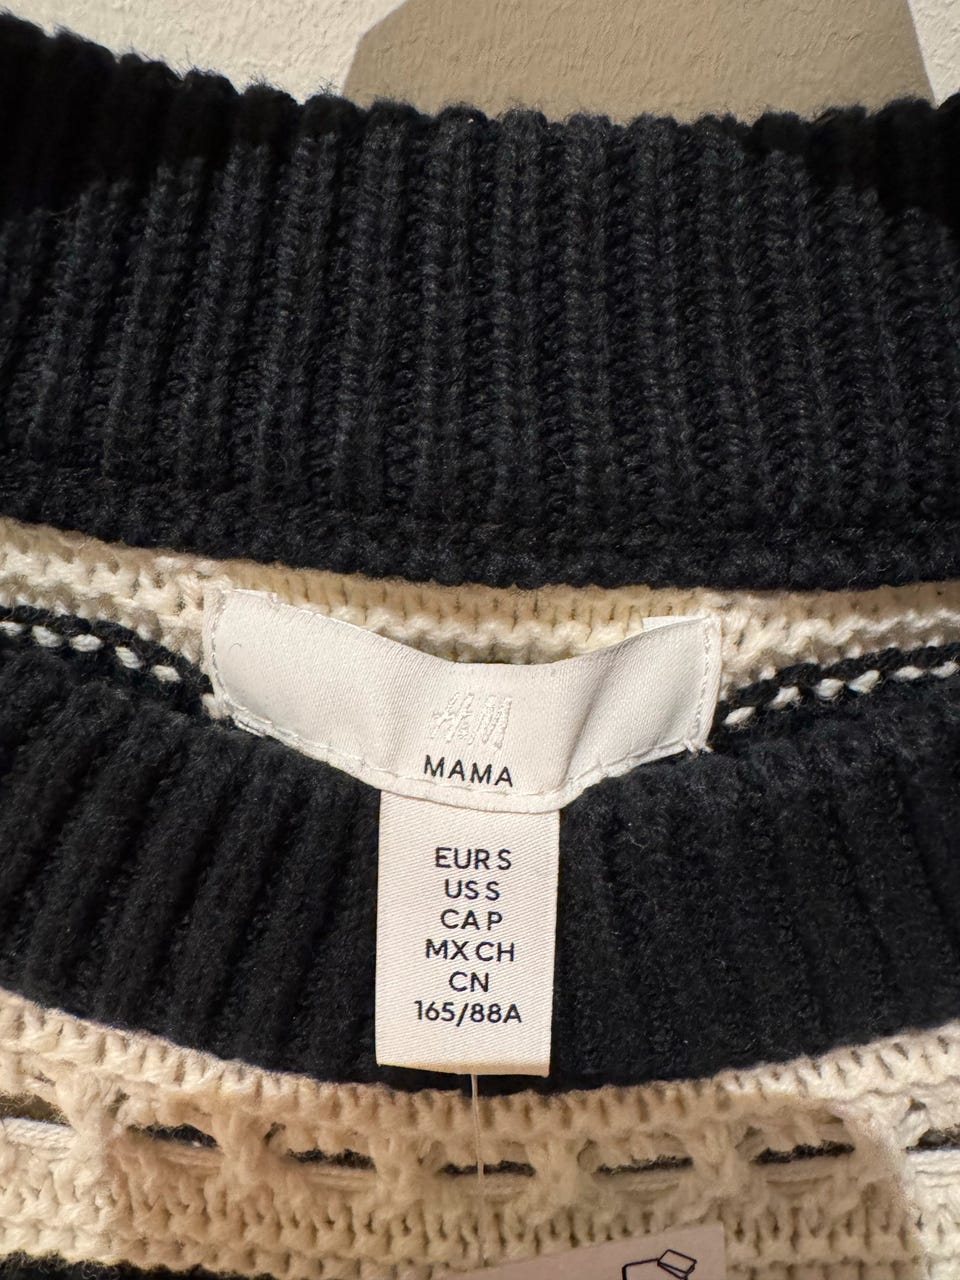 H&M
MAMA
EUR S
US S
CA P
MX CH
CN
165/88A